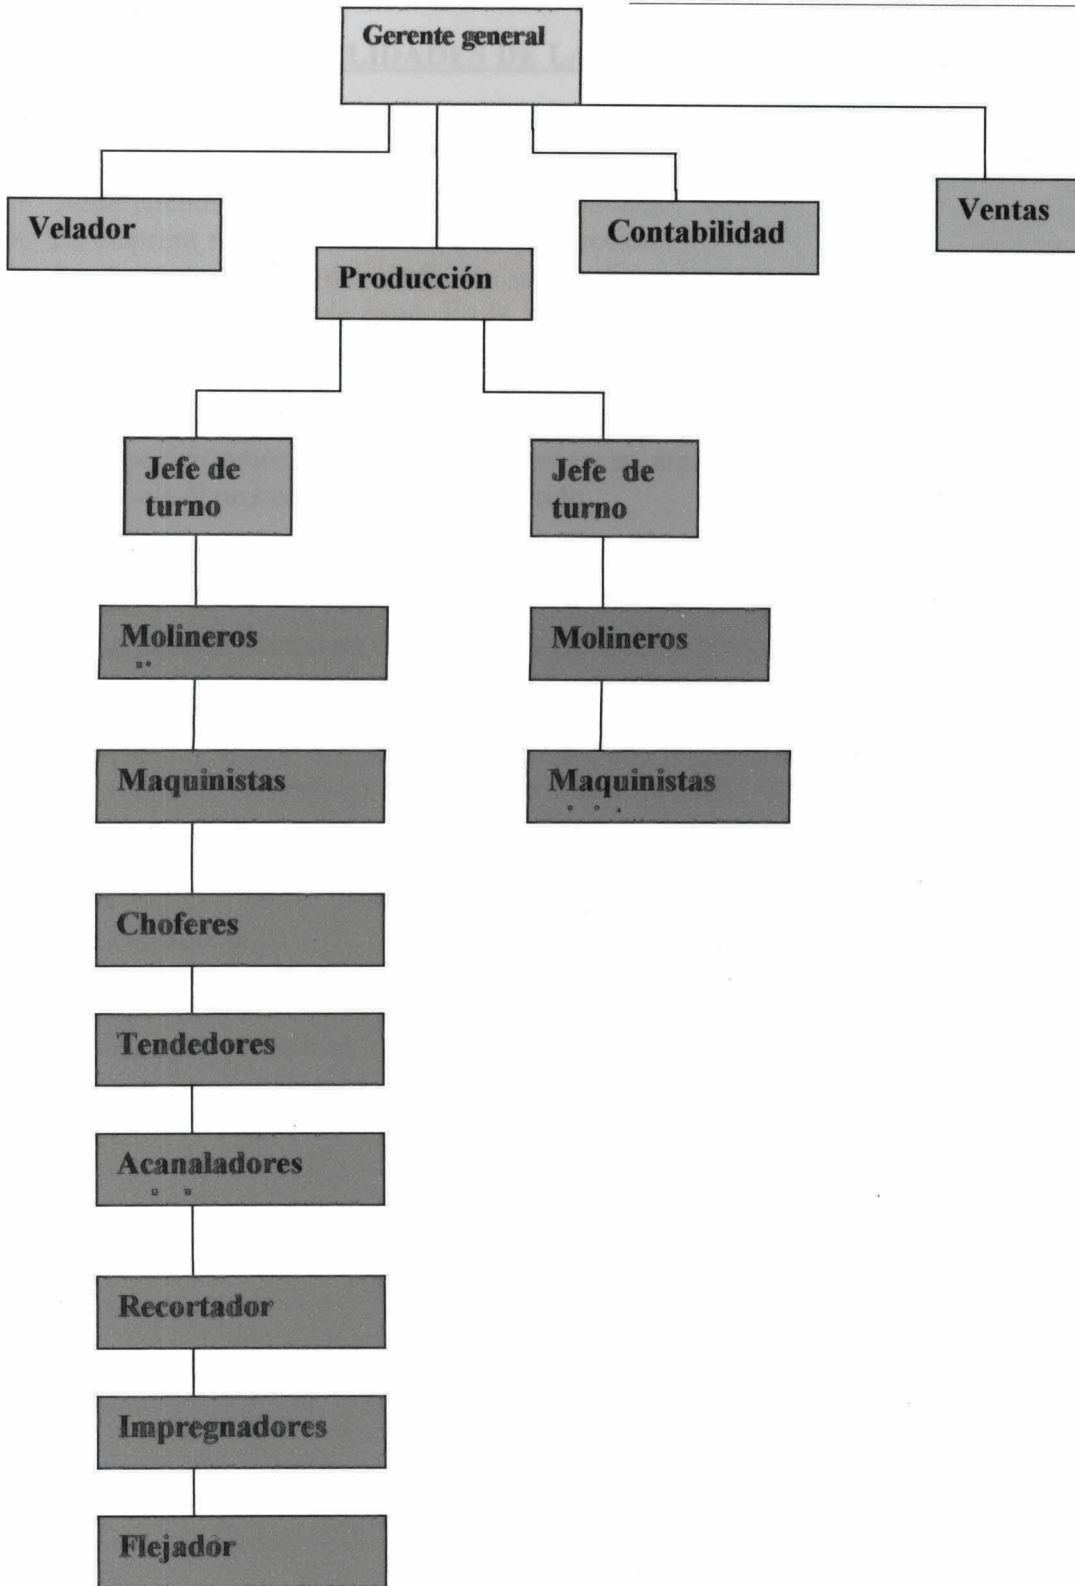 Gerente general
Velador
Producción
Contabilidad
Ventas
Jefe de
turno
Jefe de
turno
Molineros
Molineros
Maquinistas
Maquinistas
Choferes
Tendedores
Acanaladores
Recortador
Impregnadores
Flejador